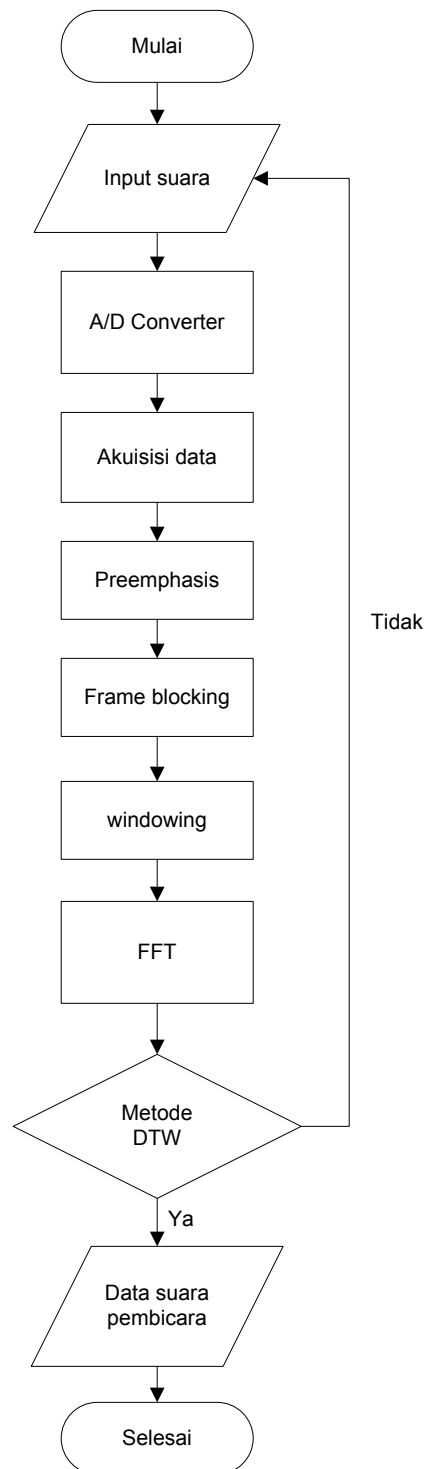 Mulai
Input suara
A/D Converter
Akuisisi data
Preemphasis
Tidak
Frame blocking
windowing
FFT
Metode
DTW
Ya
Data suara
pembicara
Selesai